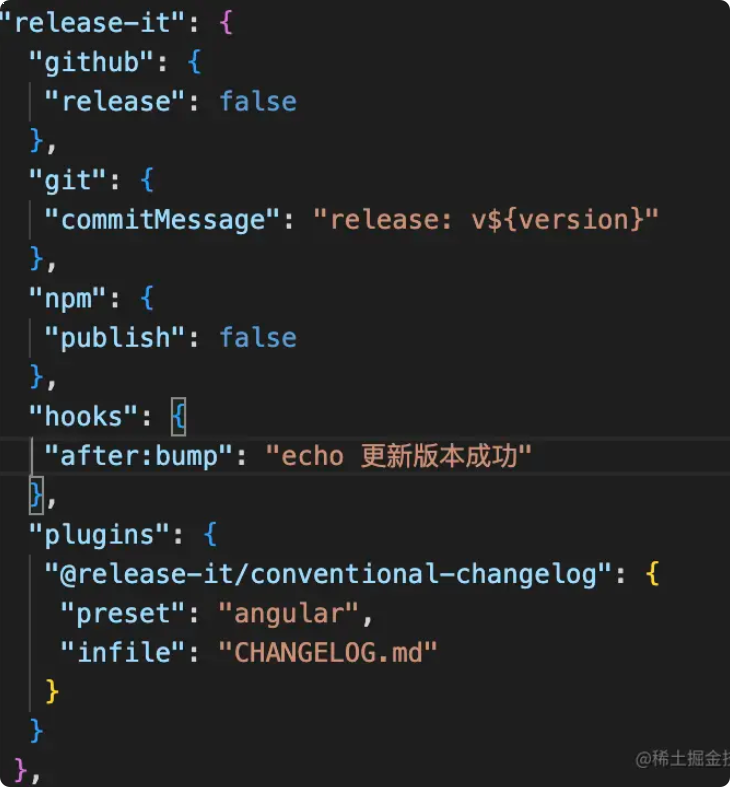 "release-it": {
  "github": {
    "release": false
  },
  "git": {
    "commitMessage": "release: v${version}"
  },
  "npm": {
    "publish": false
  },
  "hooks": {
    "after:bump": "echo 更新版本成功"
  },
  "plugins": {
    "@release-it/conventional-changelog": {
      "preset": "angular",
      "infile": "CHANGELOG.md"
    }
  }
},
@稀土掘金技